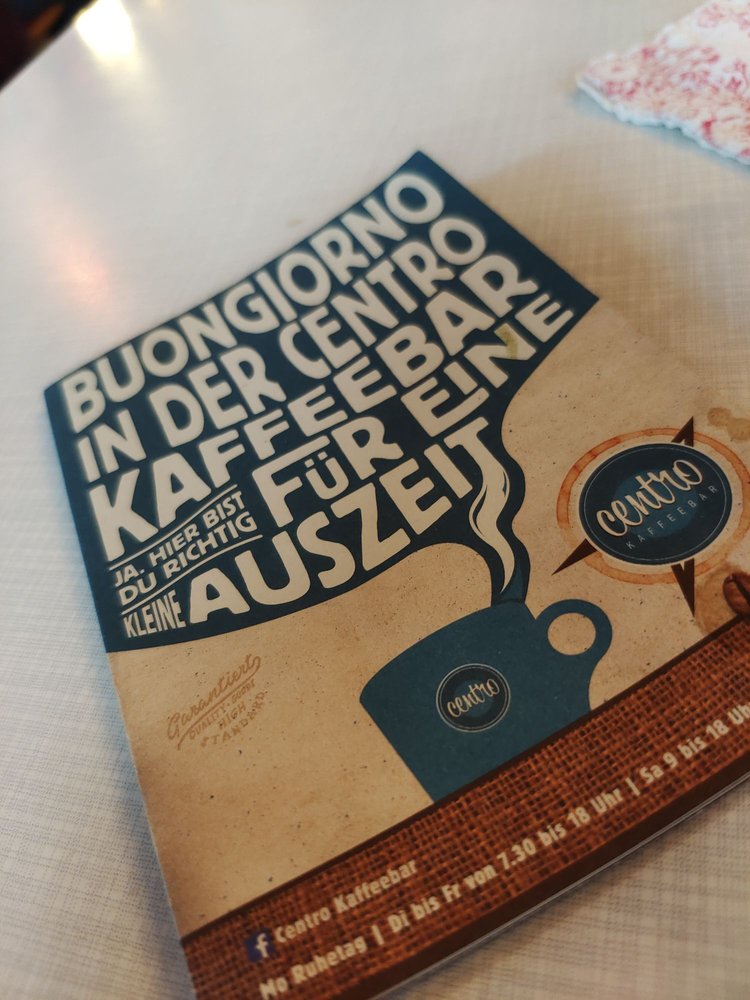 BUONGIORNO
IN DER CENTRO
KAFFEEBAR
JA, HIER BIST
DU RICHTIG
FÜR EINE
KLEINE
AUSZEIT
centro
KAFFEEBAR
centro
Garantiert
QUALITY · GOODS
HIGH
STANDARD
f Centro Kaffeebar
Mo Ruhetag | Di bis Fr von 7.30 bis 18 Uhr | Sa 9 bis 18